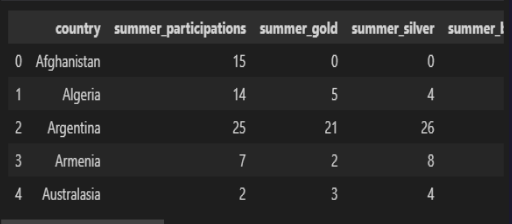 country summer_participations summer_gold summer_silver
0 Afghanistan 15 0 0
1 Algeria 14 5 4
2 Argentina 25 21 26
3 Armenia 7 2 8
4 Australasia 2 3 4